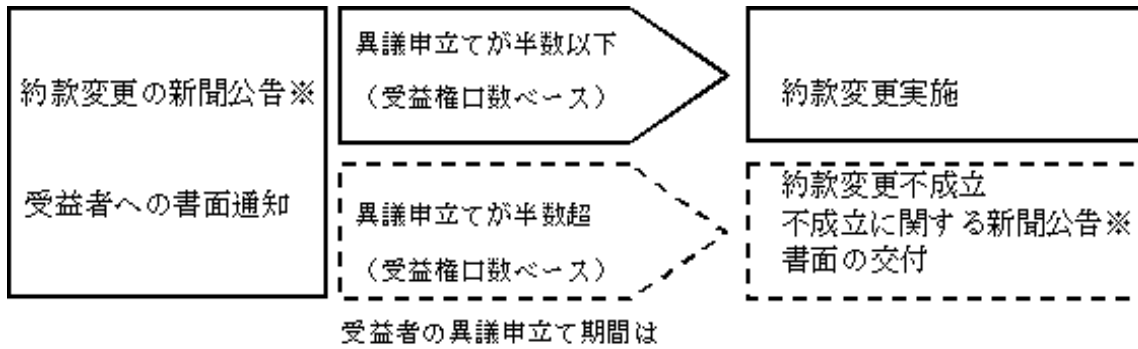 約款変更の新聞公告※
受益者への書面通知
異議申立てが半数以下
（受益権口数ベース）
約款変更実施
異議申立てが半数超
（受益権口数ベース）
約款変更不成立
不成立に関する新聞公告※
書面の交付
受益者の異議申立て期間は